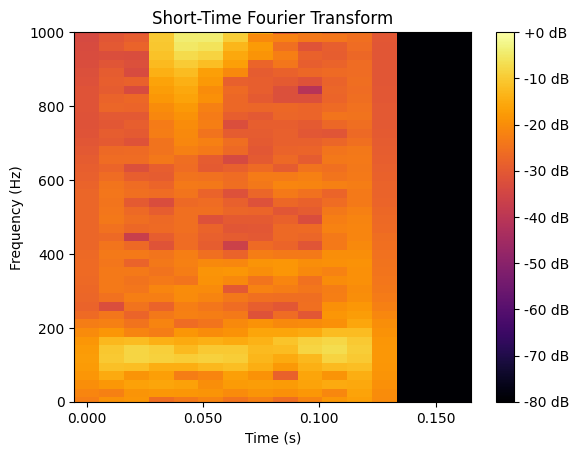 Short-Time Fourier Transform
1000
800
600
400
200
0
Frequency (Hz)
0.000
0.050
0.100
0.150
Time (s)
+0 dB
-10 dB
-20 dB
-30 dB
-40 dB
-50 dB
-60 dB
-70 dB
-80 dB